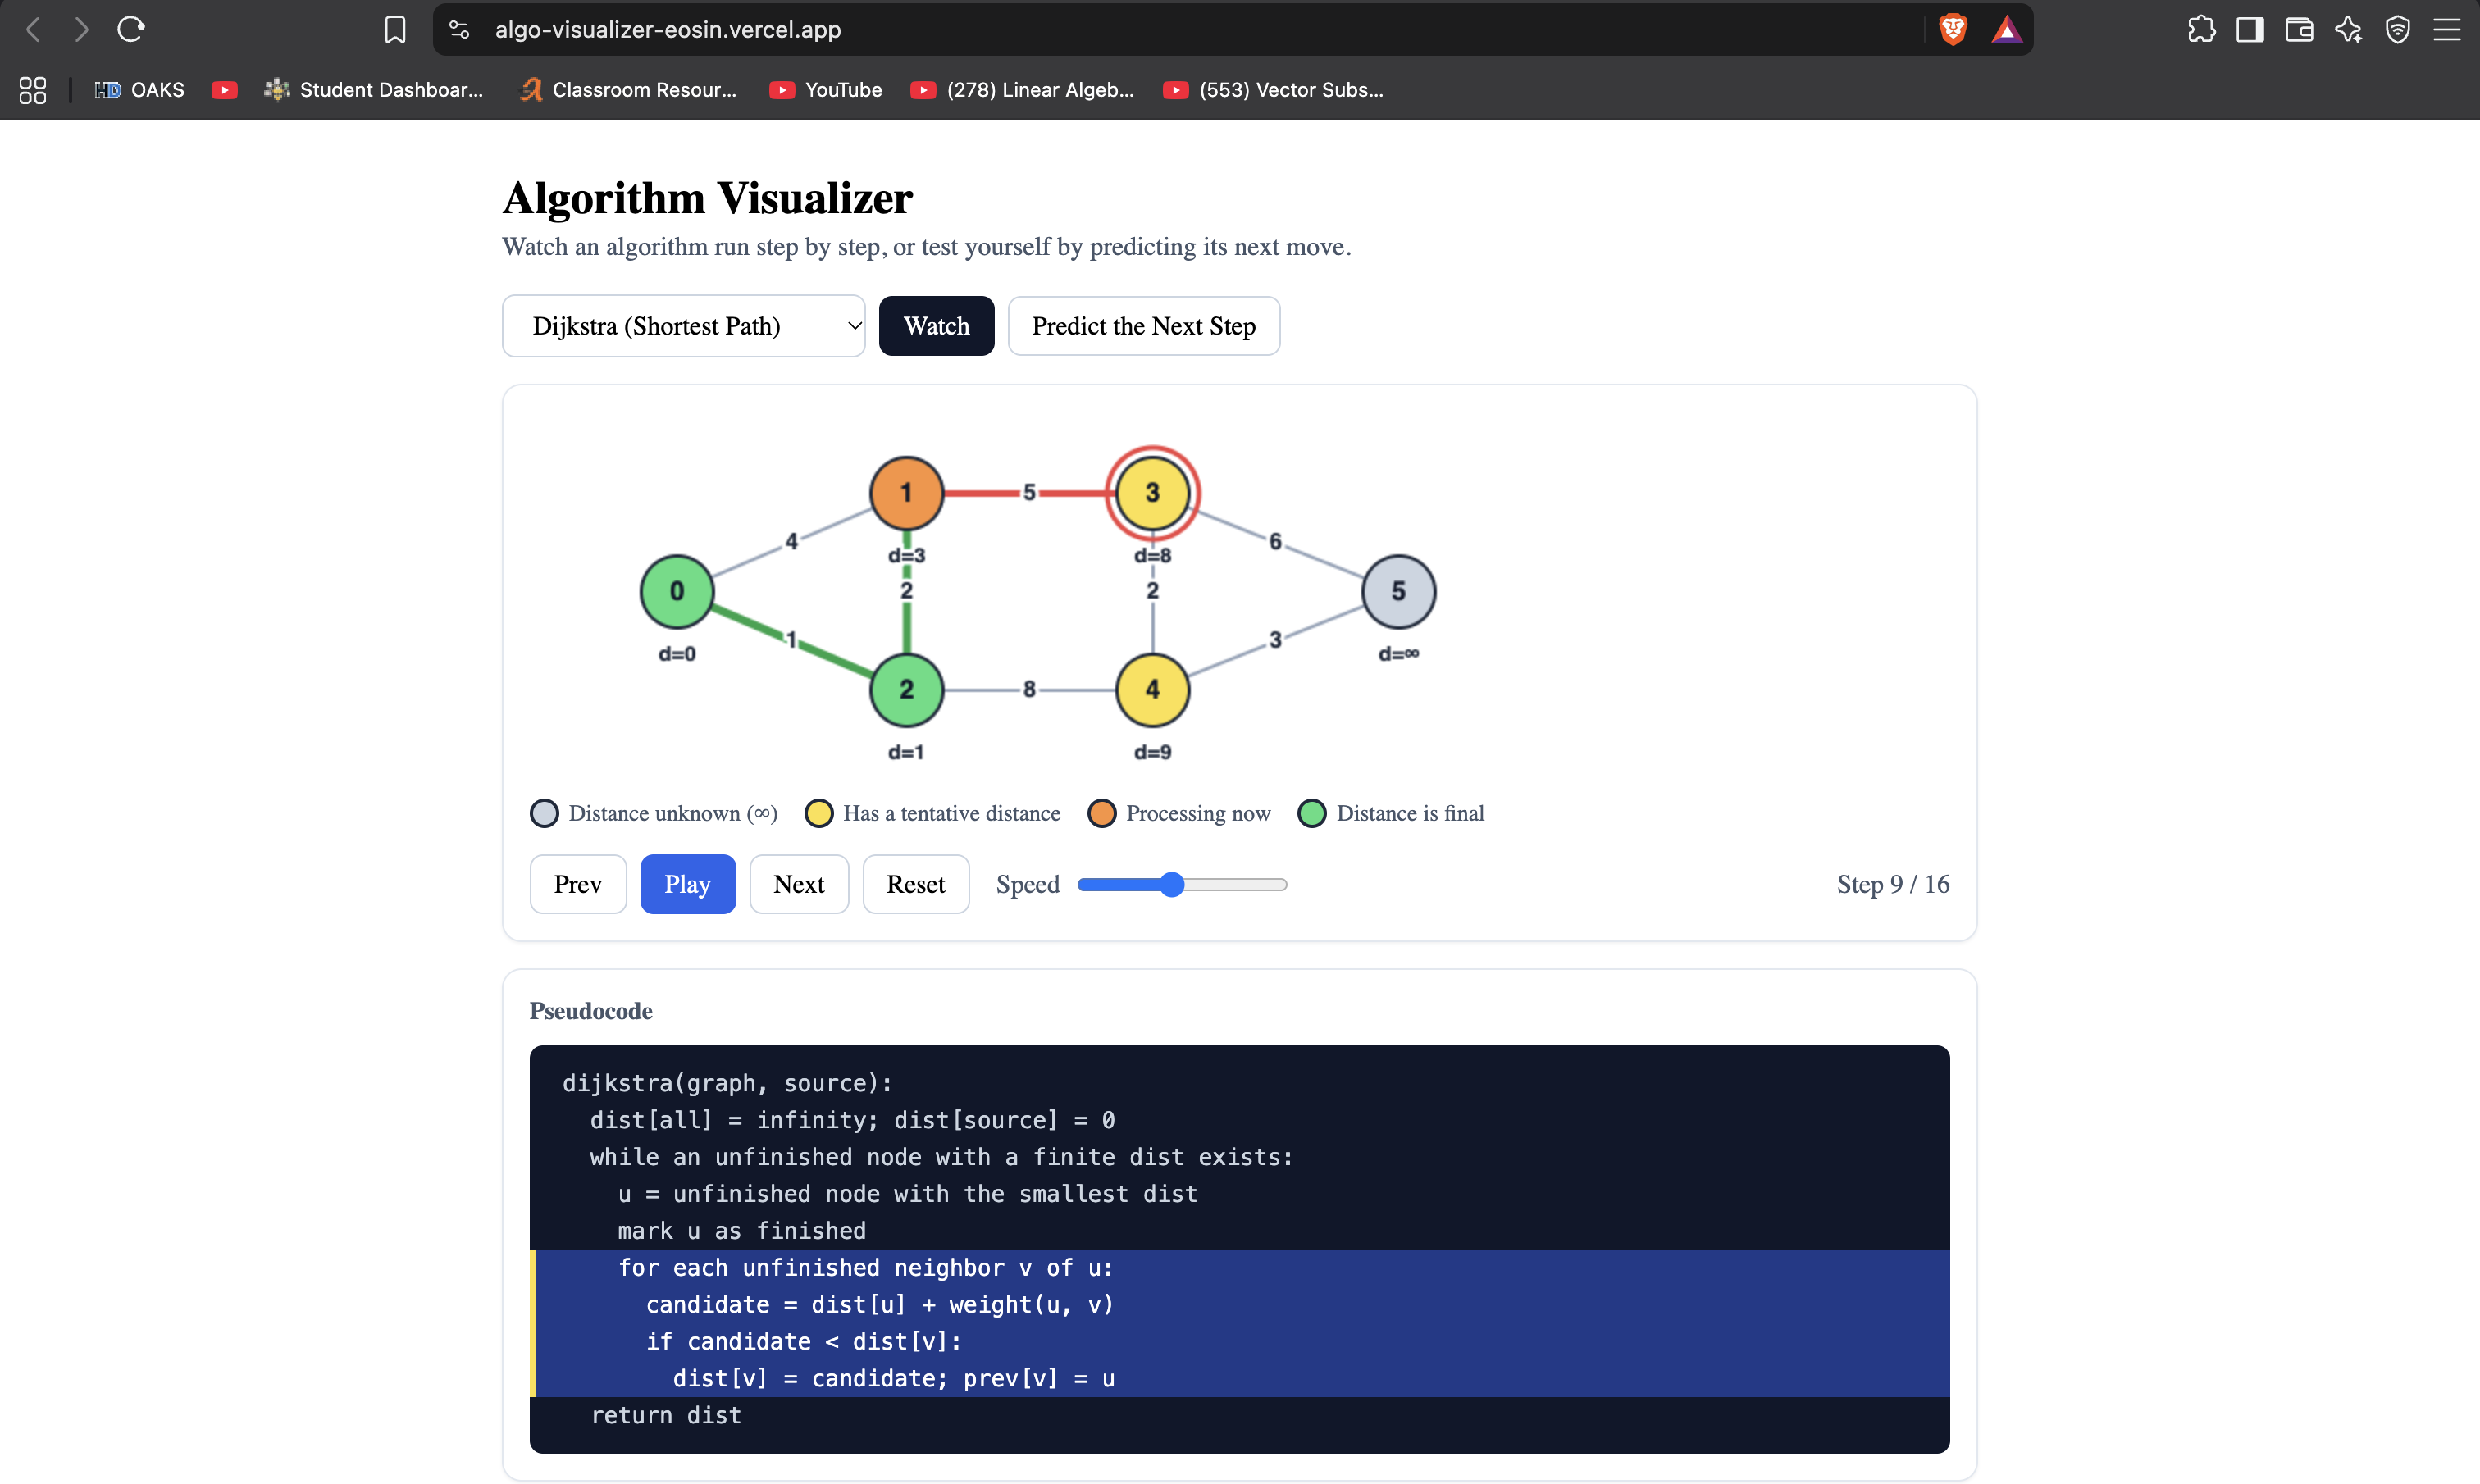 algo-visualizer-eosin.vercel.app
HD OAKS Student Dashboar... Classroom Resour... YouTube (278) Linear Algeb... (553) Vector Subs...
Algorithm Visualizer
Watch an algorithm run step by step, or test yourself by predicting its next move.
Dijkstra (Shortest Path) Watch Predict the Next Step
1 5 3
4 d=3 d=8 6
0 2 2 5
d=0 1 3 d=∞
2 8 4
d=1 d=9
Distance unknown (∞) Has a tentative distance Processing now Distance is final
Prev Play Next Reset Speed Step 9 / 16
Pseudocode
dijkstra(graph, source):
dist[all] = infinity; dist[source] = 0
while an unfinished node with a finite dist exists:
u = unfinished node with the smallest dist
mark u as finished
for each unfinished neighbor v of u:
candidate = dist[u] + weight(u, v)
if candidate < dist[v]:
dist[v] = candidate; prev[v] = u
return dist